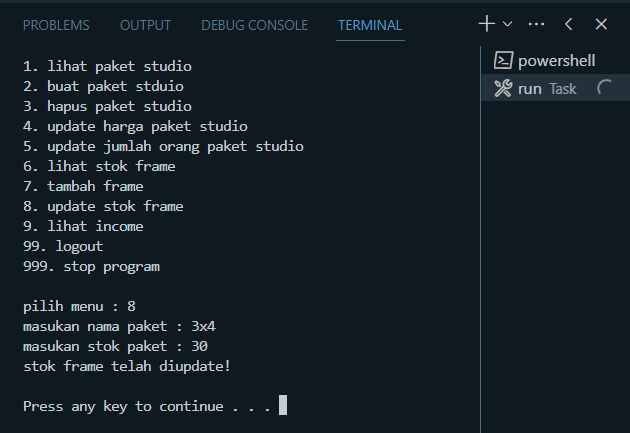 PROBLEMS OUTPUT DEBUG CONSOLE TERMINAL
powershell
run Task
1. lihat paket studio
2. buat paket stduio
3. hapus paket studio
4. update harga paket studio
5. update jumlah orang paket studio
6. lihat stok frame
7. tambah frame
8. update stok frame
9. lihat income
99. logout
999. stop program
pilih menu : 8
masukan nama paket : 3x4
masukan stok paket : 30
stok frame telah diupdate!
Press any key to continue . . .